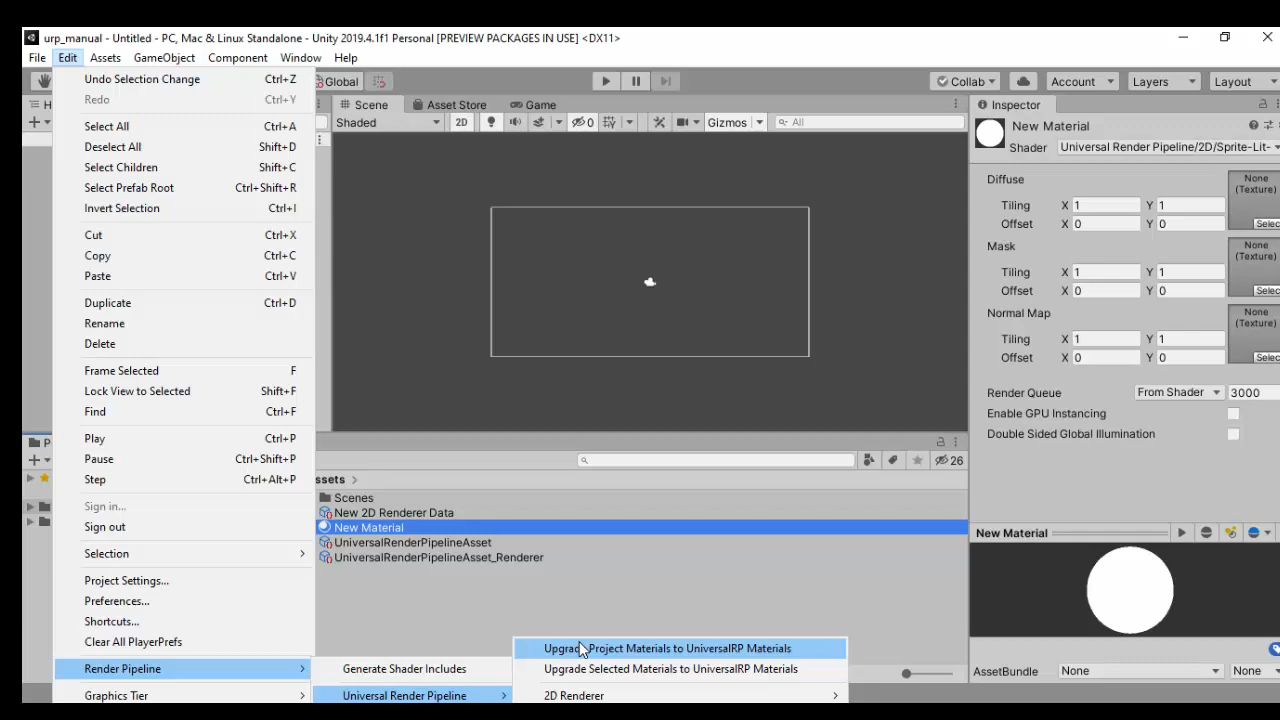 urp_manual - Untitled - PC, Mac & Linux Standalone - Unity 2019.4.1f1 Personal [PREVIEW PACKAGES IN USE] <DX11>
File Edit Assets GameObject Component Window Help
Undo Selection Change Ctrl+Z
Redo Ctrl+Y
Select All Ctrl+A
Deselect All Shift+D
Select Children Shift+C
Select Prefab Root Ctrl+Shift+R
Invert Selection Ctrl+I
Cut Ctrl+X
Copy Ctrl+C
Paste Ctrl+V
Duplicate Ctrl+D
Rename
Delete
Frame Selected F
Lock View to Selected Shift+F
Find Ctrl+F
Play Ctrl+P
Pause Ctrl+Shift+P
Step Ctrl+Alt+P
Sign in...
Sign out
Selection
Project Settings...
Preferences...
Shortcuts...
Clear All PlayerPrefs
Render Pipeline
Graphics Tier
Generate Shader Includes
Universal Render Pipeline
Upgrade Project Materials to UniversalRP Materials
Upgrade Selected Materials to UniversalRP Materials
2D Renderer
Global
Collab Account Layers Layout
Scene Asset Store Game
Shaded 2D 0 Gizmos All
26
ssets >
Scenes
New 2D Renderer Data
New Material
UniversalRenderPipelineAsset
UniversalRenderPipelineAsset_Renderer
Inspector
New Material
Shader Universal Render Pipeline/2D/Sprite-Lit-
Diffuse None (Texture)
Tiling X 1 Y 1
Offset X 0 Y 0 Selec
Mask None (Texture)
Tiling X 1 Y 1
Offset X 0 Y 0 Selec
Normal Map None (Texture)
Tiling X 1 Y 1
Offset X 0 Y 0 Selec
Render Queue From Shader 3000
Enable GPU Instancing
Double Sided Global Illumination
New Material
AssetBundle None None